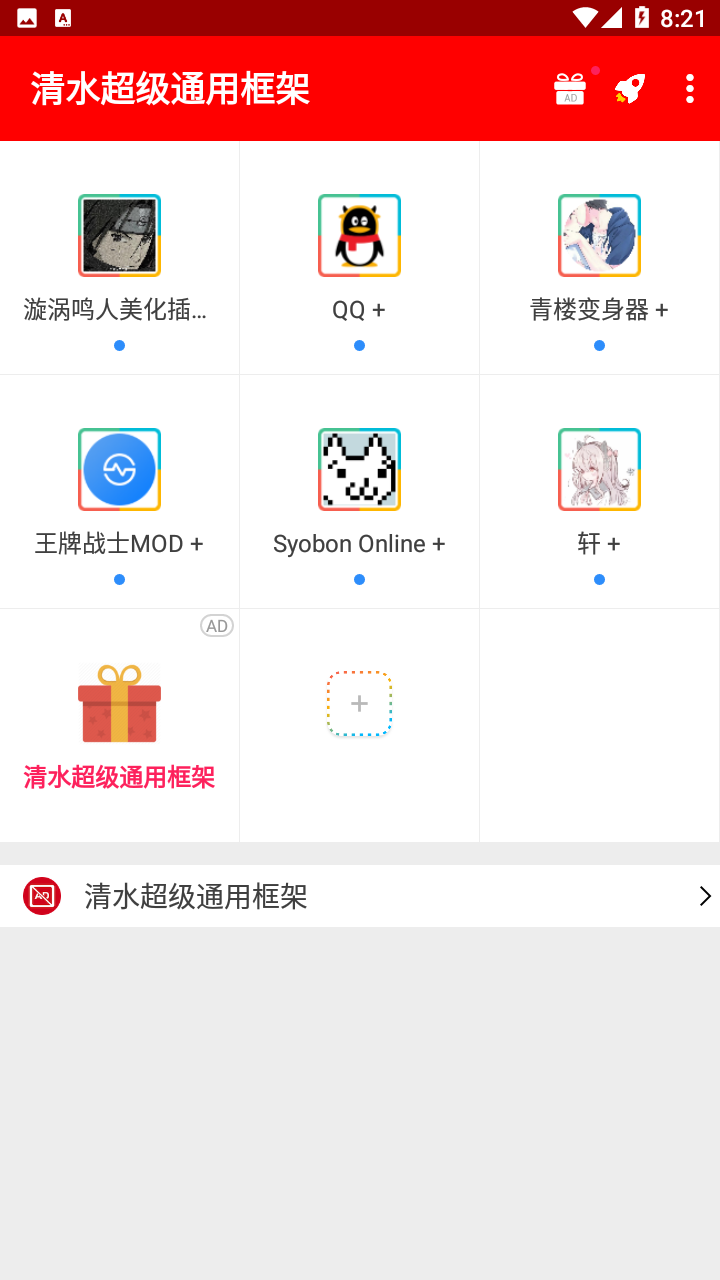 8:21
清水超级通用框架
AD
漩涡鸣人美化插...
QQ +
青楼变身器 +
王牌战士MOD +
Syobon Online +
轩 +
AD
清水超级通用框架
AD
清水超级通用框架